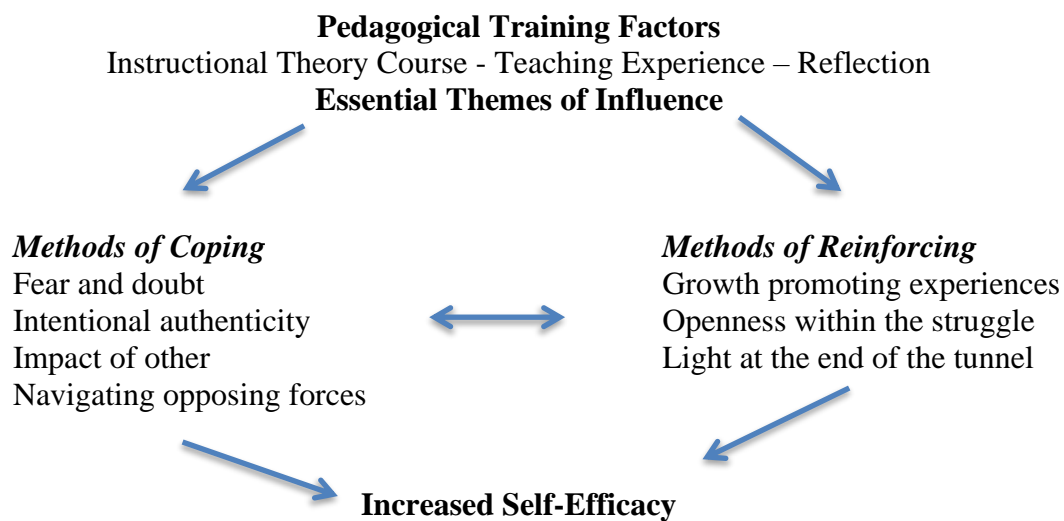 Pedagogical Training Factors
Instructional Theory Course - Teaching Experience – Reflection
Essential Themes of Influence
Methods of Coping
Fear and doubt
Intentional authenticity
Impact of other
Navigating opposing forces
Methods of Reinforcing
Growth promoting experiences
Openness within the struggle
Light at the end of the tunnel
Increased Self-Efficacy